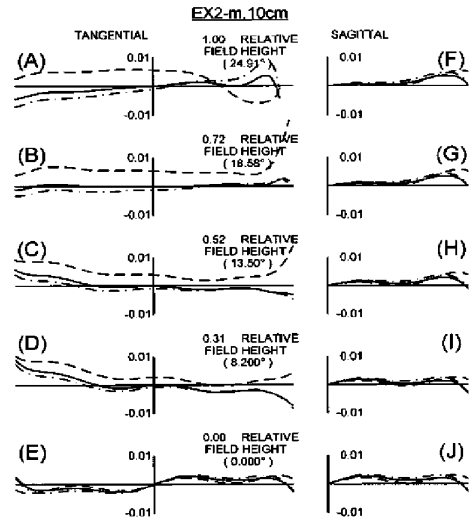 EX2-m, 10cm
TANGENTIAL
SAGITTAL
(A)
0.01
-0.01
1.00 RELATIVE
FIELD HEIGHT
( 24.91° )
(F)
0.01
-0.01
(B)
0.01
-0.01
0.72 RELATIVE
FIELD HEIGHT
( 18.58° )
(G)
0.01
-0.01
(C)
0.01
-0.01
0.52 RELATIVE
FIELD HEIGHT
( 13.50° )
(H)
0.01
-0.01
(D)
0.01
-0.01
0.31 RELATIVE
FIELD HEIGHT
( 8.200° )
(I)
0.01
-0.01
(E)
0.01
-0.01
0.00 RELATIVE
FIELD HEIGHT
( 0.000° )
(J)
0.01
-0.01